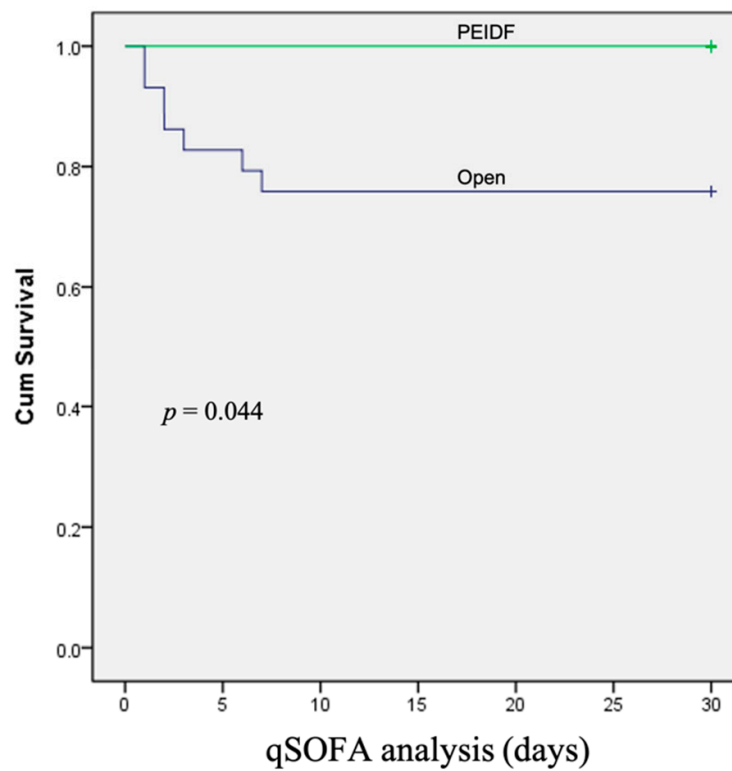 1.0
PEIDF
0.8
Open
0.6
Cum Survival
0.4
p = 0.044
0.2
0.0
0 5 10 15 20 25 30
qSOFA analysis (days)